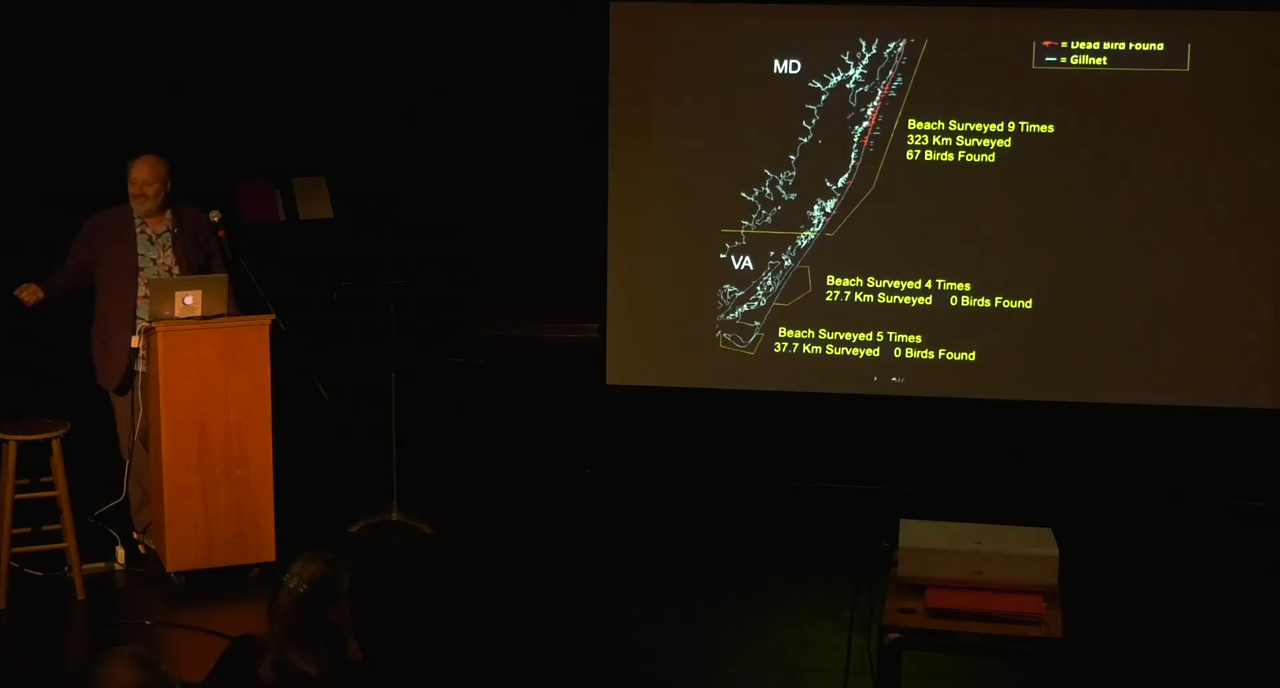 = Dead Bird Found
= Gillnet
MD
Beach Surveyed 9 Times
323 Km Surveyed
67 Birds Found
VA
Beach Surveyed 4 Times
27.7 Km Surveyed 0 Birds Found
Beach Surveyed 5 Times
37.7 Km Surveyed 0 Birds Found